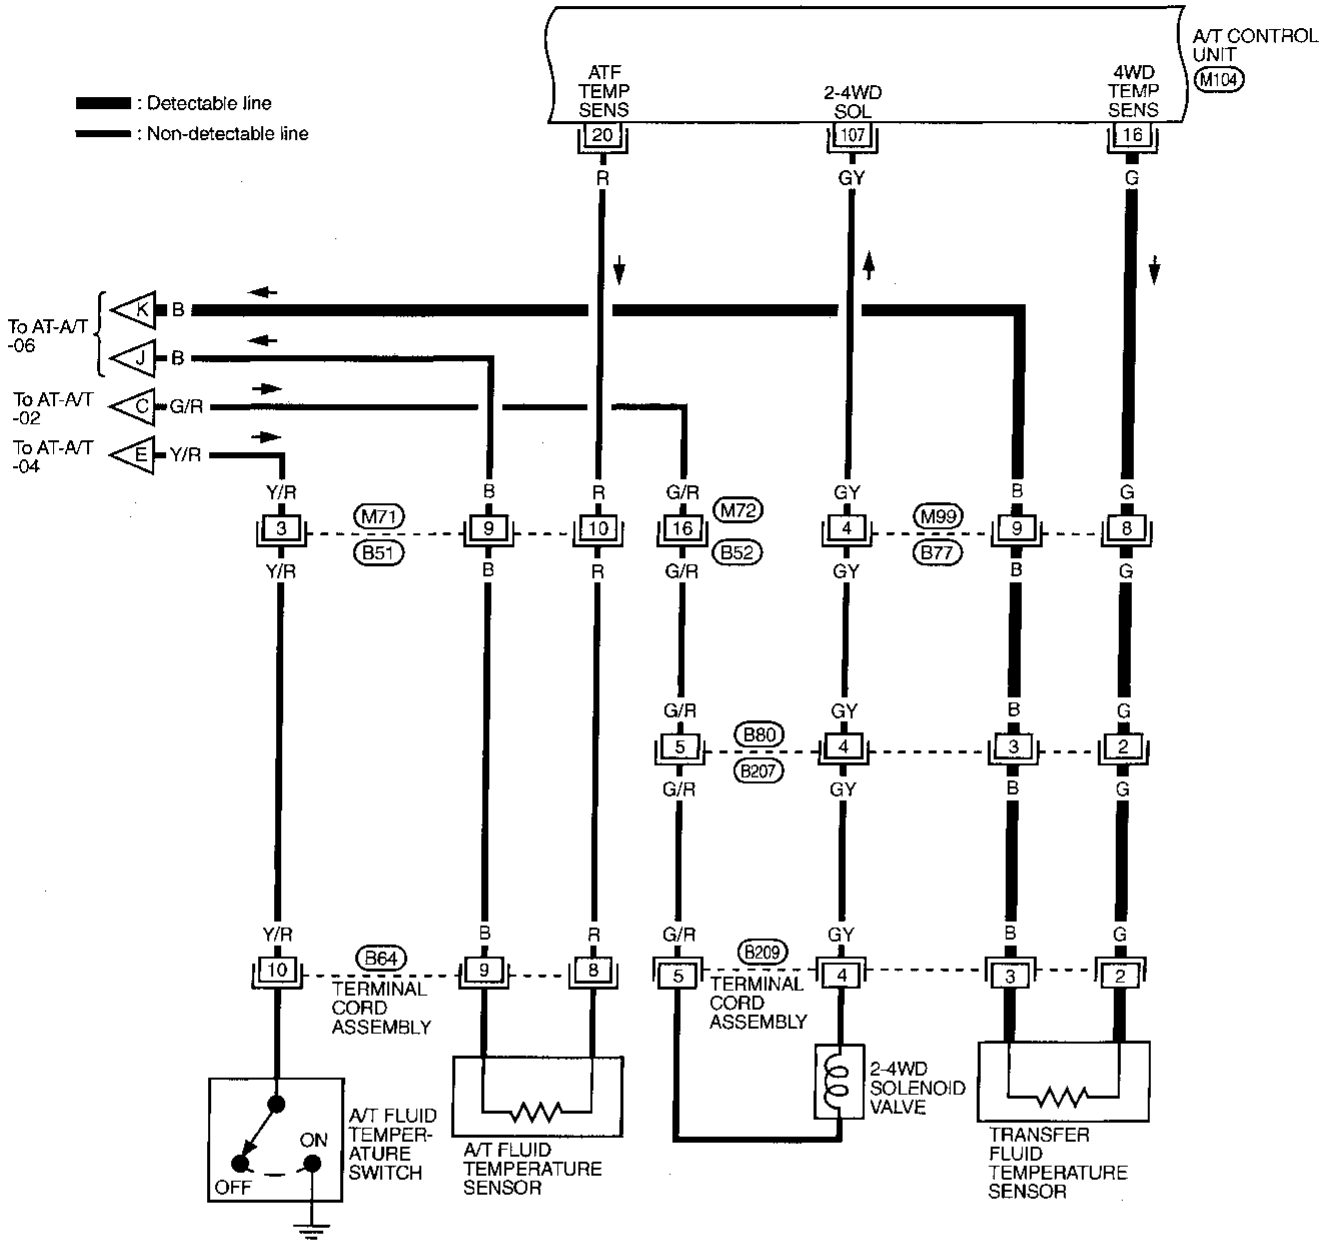 A/T CONTROL
UNIT
M104
ATF
TEMP
SENS
2-4WD
SOL
4WD
TEMP
SENS
: Detectable line
: Non-detectable line
20
107
16
R
GY
G
K
B
To AT-A/T
-06
J
B
To AT-A/T
-02
C
G/R
To AT-A/T
-04
E
Y/R
Y/R
B
R
G/R
GY
B
G
3
M71
B51
9
10
16
M72
B52
4
M99
B77
9
8
Y/R
B
R
G/R
GY
B
G
G/R
GY
B
G
5
B80
B207
4
3
2
G/R
GY
B
G
Y/R
B
R
G/R
GY
B
G
10
B64
9
8
5
B209
4
3
2
TERMINAL
CORD
ASSEMBLY
TERMINAL
CORD
ASSEMBLY
ON
OFF
A/T FLUID
TEMPER-
ATURE
SWITCH
A/T FLUID
TEMPERATURE
SENSOR
2-4WD
SOLENOID
VALVE
TRANSFER
FLUID
TEMPERATURE
SENSOR